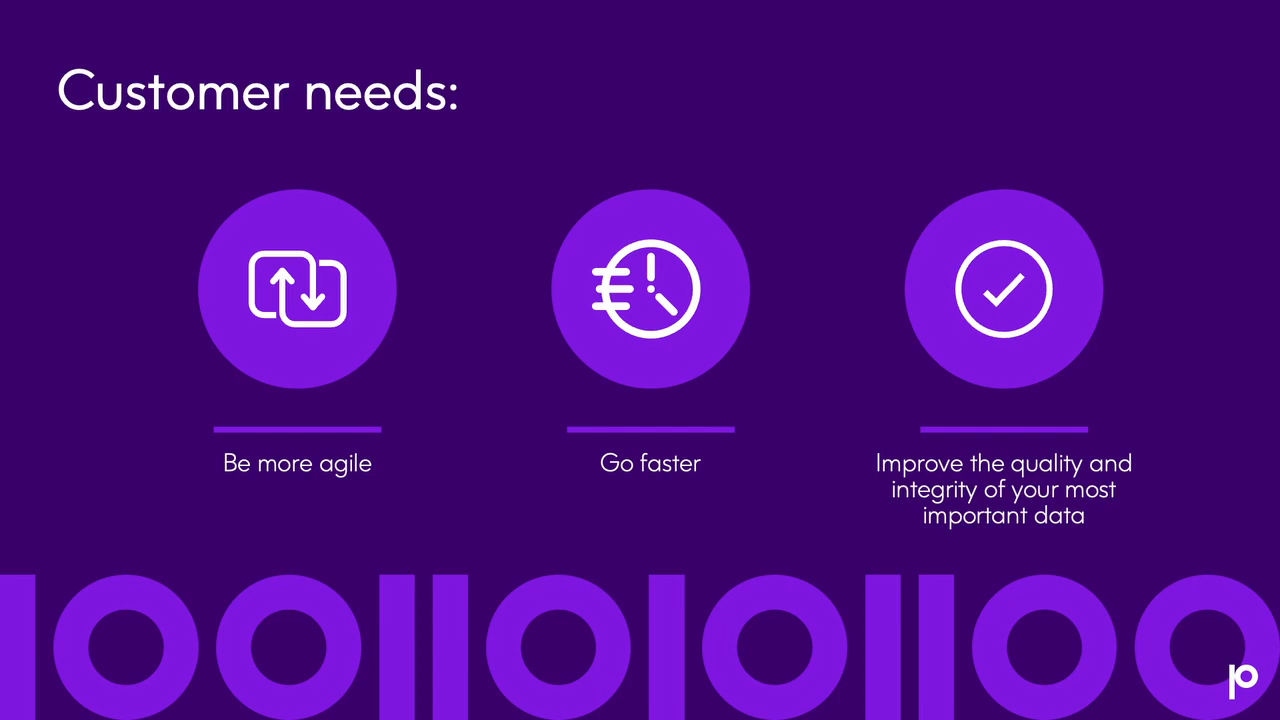 Customer needs:
Be more agile
Go faster
Improve the quality and
integrity of your most
important data